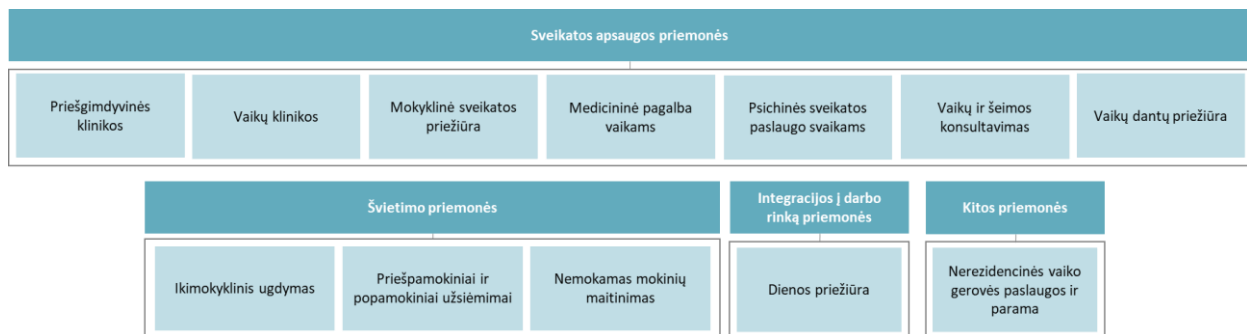 Sveikatos apsaugos priemonės
Priešgimdyvinės
klinikos
Vaikų klinikos
Mokyklinė sveikatos
priežiūra
Medicininė pagalba
vaikams
Psichinės sveikatos
paslaugo svaikams
Vaikų ir šeimos
konsultavimas
Vaikų dantų priežiūra
Švietimo priemonės
Ikimokyklinis ugdymas
Priešpamokiniai ir
popamokiniai užsiėmimai
Nemokamas mokinių
maitinimas
Integracijos į darbo
rinką priemonės
Dienos priežiūra
Kitos priemonės
Nerezidencinės vaiko
gerovės paslaugos ir
parama